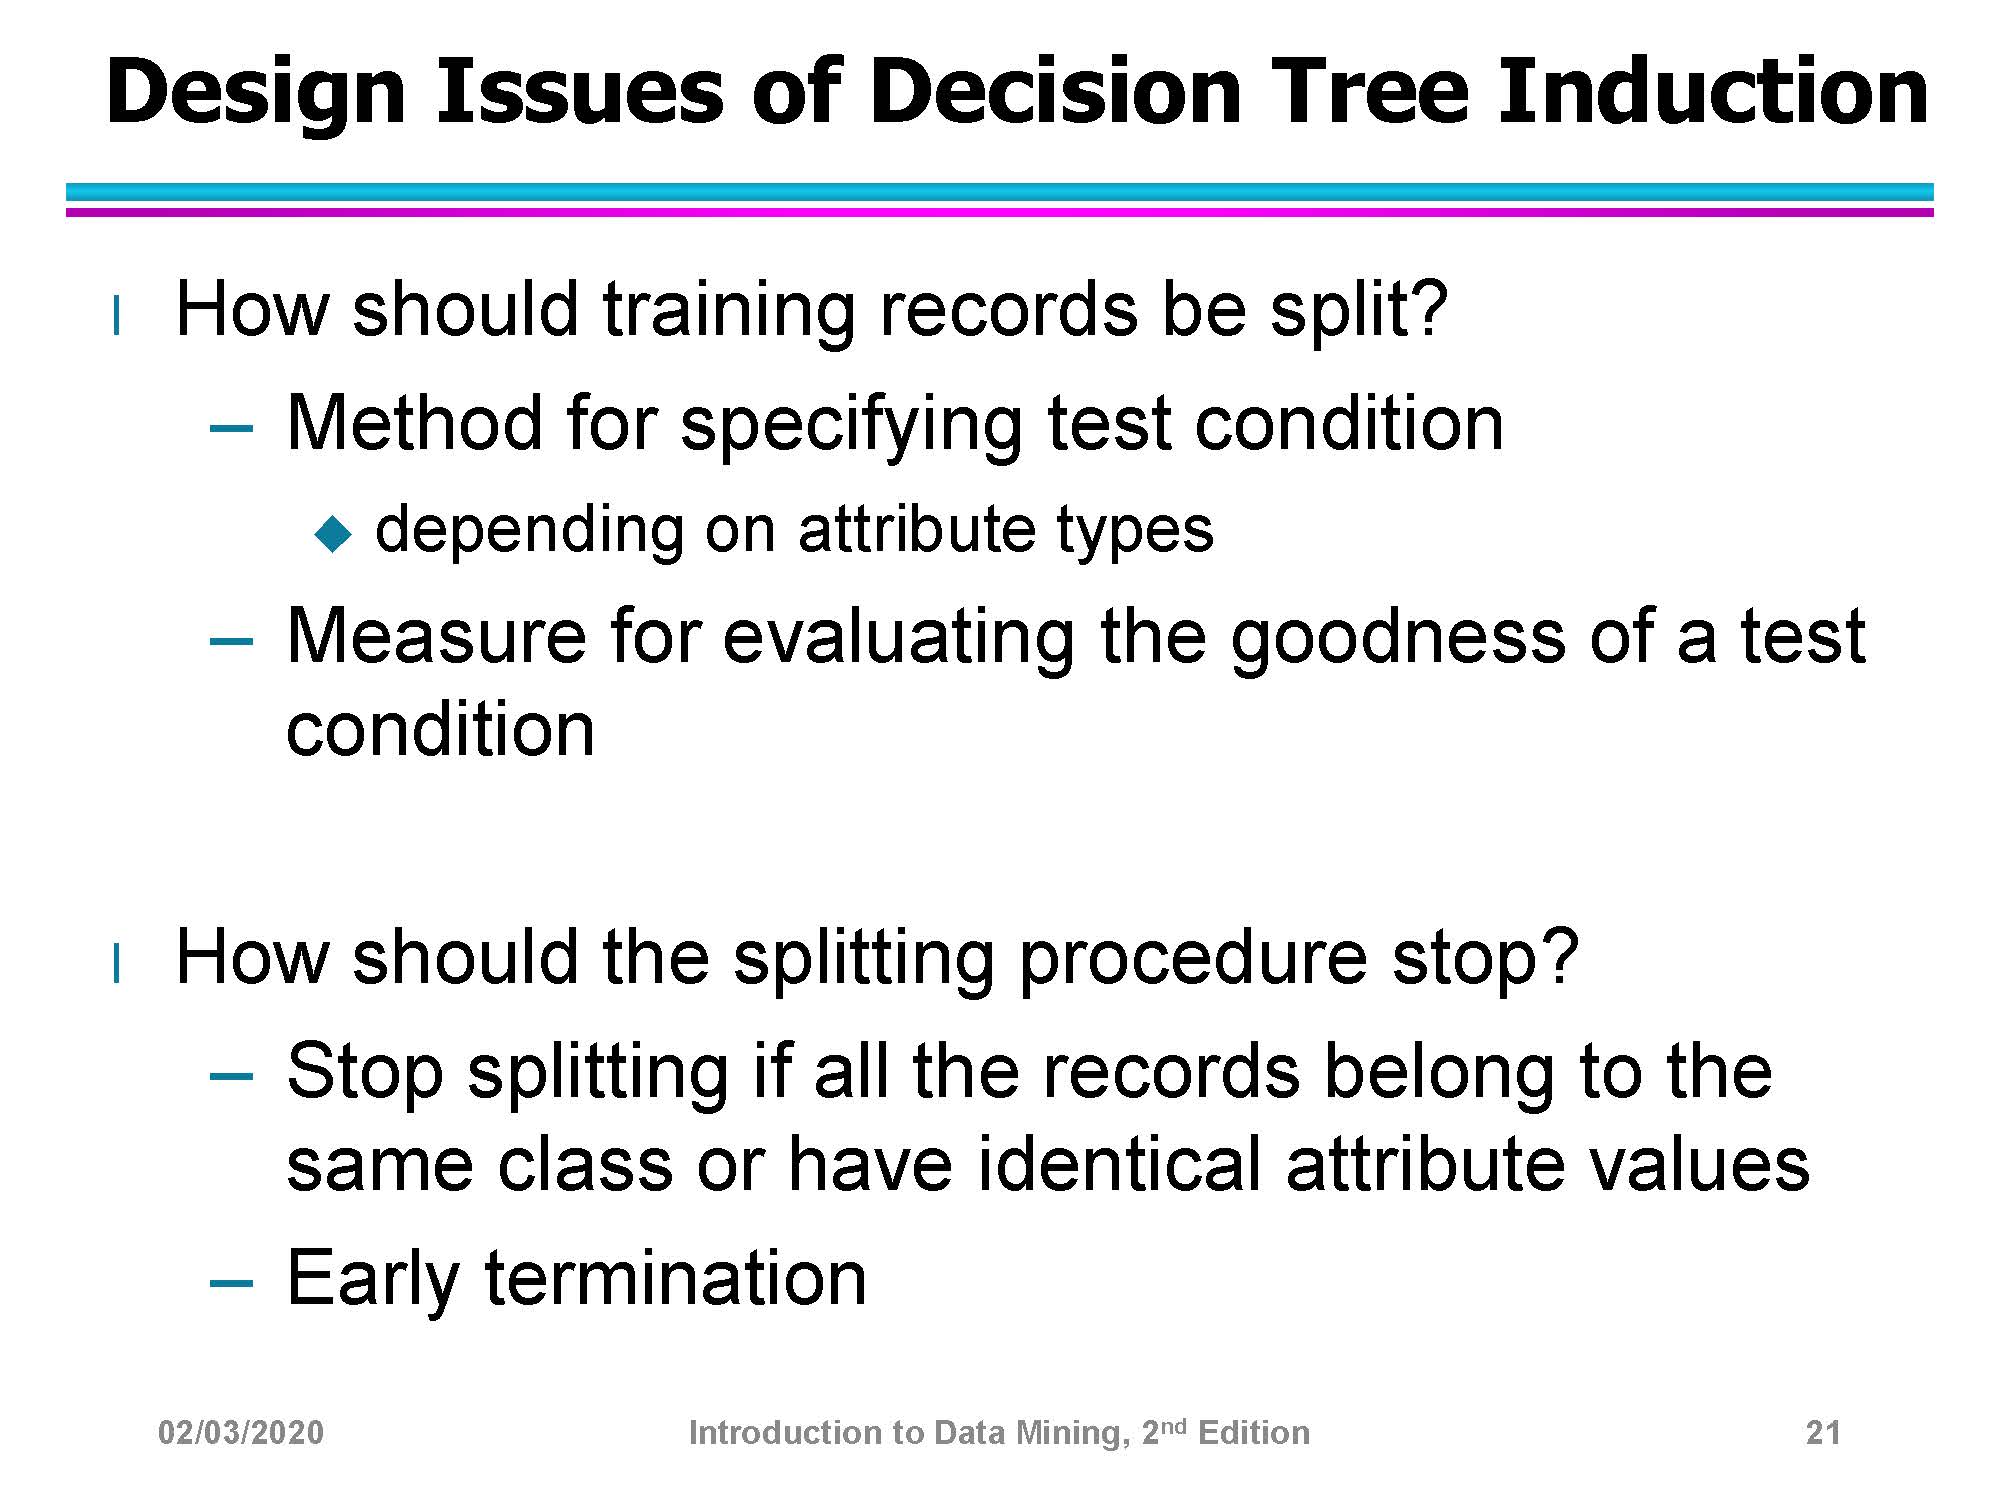 Design Issues of Decision Tree Induction
How should training records be split?
– Method for specifying test condition
◆ depending on attribute types
– Measure for evaluating the goodness of a test
condition
How should the splitting procedure stop?
– Stop splitting if all the records belong to the
same class or have identical attribute values
– Early termination
02/03/2020 Introduction to Data Mining, 2nd Edition 21